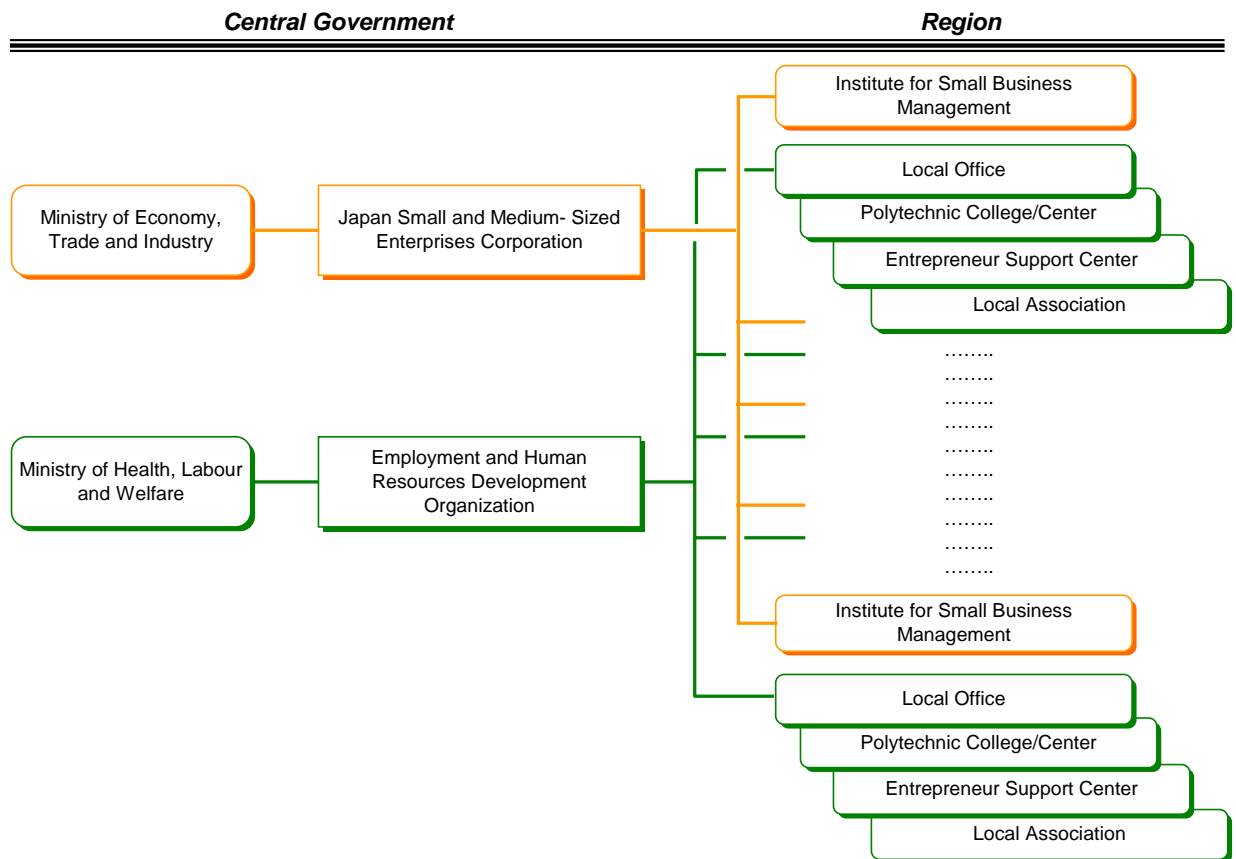 Central Government
Region
Institute for Small Business
Management
Local Office
Polytechnic College/Center
Entrepreneur Support Center
Local Association
Ministry of Economy,
Trade and Industry
Japan Small and Medium- Sized
Enterprises Corporation
……..
……..
……..
……..
……..
……..
……..
……..
……..
……..
Ministry of Health, Labour
and Welfare
Employment and Human
Resources Development
Organization
Institute for Small Business
Management
Local Office
Polytechnic College/Center
Entrepreneur Support Center
Local Association